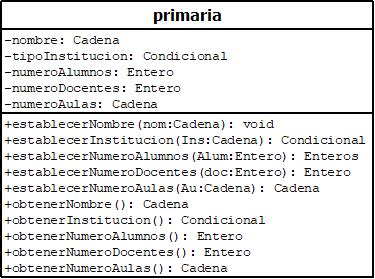 primaria
-nombre: Cadena
-tipoInstitucion: Condicional
-numeroAlumnos: Entero
-numeroDocentes: Entero
-numeroAulas: Cadena
+establecerNombre(nom:Cadena): void
+establecerInstitucion(Ins:Cadena): Condicional
+establecerNumeroAlumnos(Alum:Entero): Enteros
+establecerNumeroDocentes(doc:Entero): Entero
+establecerNumeroAulas(Au:Cadena): Cadena
+obtenerNombre(): Cadena
+obtenerInstitucion(): Condicional
+obtenerNumeroAlumnos(): Entero
+obtenerNumeroDocentes(): Entero
+obtenerNumeroAulas(): Cadena